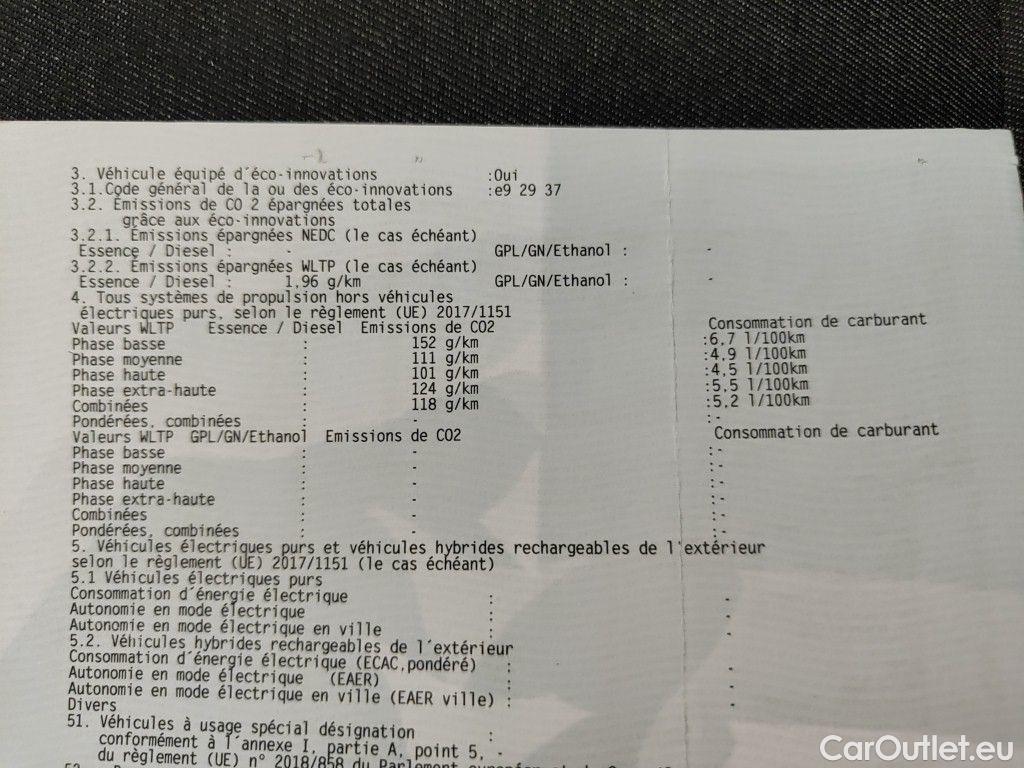 3. Véhicule équipé d'éco-innovations :Oui
3.1.Code général de la ou des éco-innovations :e9 29 37
3.2. Emissions de CO 2 épargnées totales
grâce aux éco-innovations
3.2.1. Emissions épargnées NEDC (le cas échéant)
Essence / Diesel : - GPL/GN/Ethanol : -
3.2.2. Emissions épargnées WLTP (le cas échéant)
Essence / Diesel : 1,96 g/km GPL/GN/Ethanol : -
4. Tous systèmes de propulsion hors véhicules
électriques purs, selon le règlement (UE) 2017/1151
Valeurs WLTP Essence / Diesel Emissions de CO2 Consommation de carburant
Phase basse : 152 g/km :6,7 l/100km
Phase moyenne : 111 g/km :4,9 l/100km
Phase haute : 101 g/km :4,5 l/100km
Phase extra-haute : 124 g/km :5,5 l/100km
Combinées : 118 g/km :5,2 l/100km
Pondérées, combinées : - :-
Valeurs WLTP GPL/GN/Ethanol Emissions de CO2 Consommation de carburant
Phase basse : - :-
Phase moyenne : - :-
Phase haute : - :-
Phase extra-haute : - :-
Combinées : - :-
Pondérées, combinées : - :-
5. Véhicules électriques purs et véhicules hybrides rechargeables de l'extérieur
selon le règlement (UE) 2017/1151 (le cas échéant)
5.1 Véhicules électriques purs
Consommation d'énergie électrique : -
Autonomie en mode électrique : -
Autonomie en mode électrique en ville : -
5.2. Véhicules hybrides rechargeables de l'extérieur
Consommation d'énergie électrique (ECAC,pondéré) : -
Autonomie en mode électrique (EAER) : -
Autonomie en mode électrique en ville (EAER ville) : -
Divers
51. Véhicules à usage spécial désignation :
conformément à l'annexe I, partie A, point 5, -
du règlement (UE) n° 2018/858 du Parlement européen
CarOutlet.eu